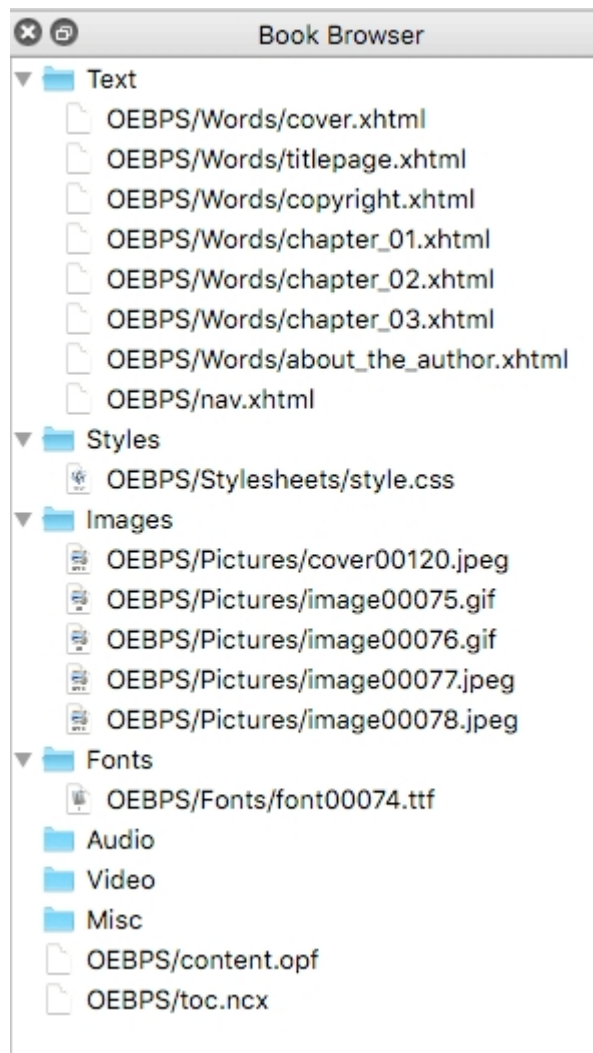 Book Browser
Text
OEBPS/Words/cover.xhtml
OEBPS/Words/titlepage.xhtml
OEBPS/Words/copyright.xhtml
OEBPS/Words/chapter_01.xhtml
OEBPS/Words/chapter_02.xhtml
OEBPS/Words/chapter_03.xhtml
OEBPS/Words/about_the_author.xhtml
OEBPS/nav.xhtml
Styles
OEBPS/Stylesheets/style.css
Images
OEBPS/Pictures/cover00120.jpeg
OEBPS/Pictures/image00075.gif
OEBPS/Pictures/image00076.gif
OEBPS/Pictures/image00077.jpeg
OEBPS/Pictures/image00078.jpeg
Fonts
OEBPS/Fonts/font00074.ttf
Audio
Video
Misc
OEBPS/content.opf
OEBPS/toc.ncx